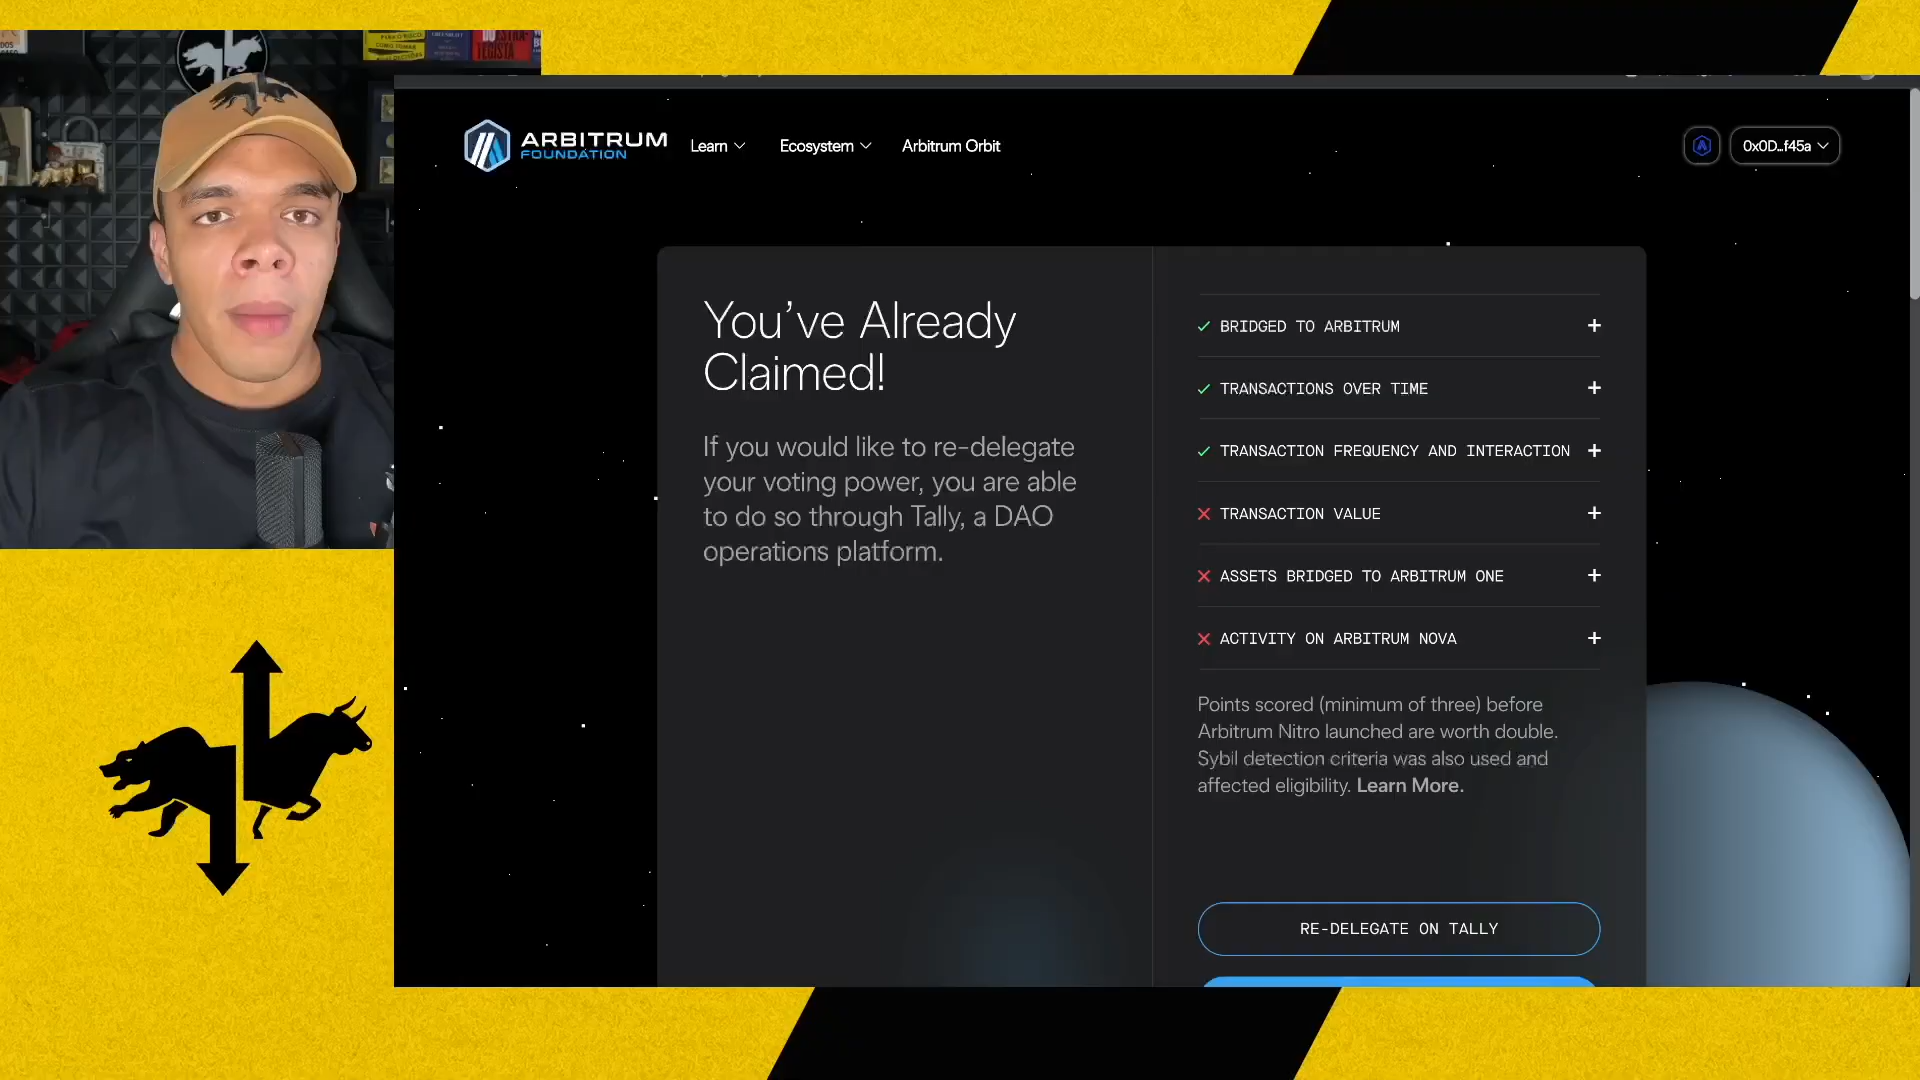 ARBITRUM
FOUNDATION
Learn
Ecosystem
Arbitrum Orbit
0x0D...f45a
You've Already
Claimed!
If you would like to re-delegate
your voting power, you are able
to do so through Tally, a DAO
operations platform.
BRIDGED TO ARBITRUM
TRANSACTIONS OVER TIME
TRANSACTION FREQUENCY AND INTERACTION
TRANSACTION VALUE
ASSETS BRIDGED TO ARBITRUM ONE
ACTIVITY ON ARBITRUM NOVA
Points scored (minimum of three) before
Arbitrum Nitro launched are worth double.
Sybil detection criteria was also used and
affected eligibility. Learn More.
RE-DELEGATE ON TALLY